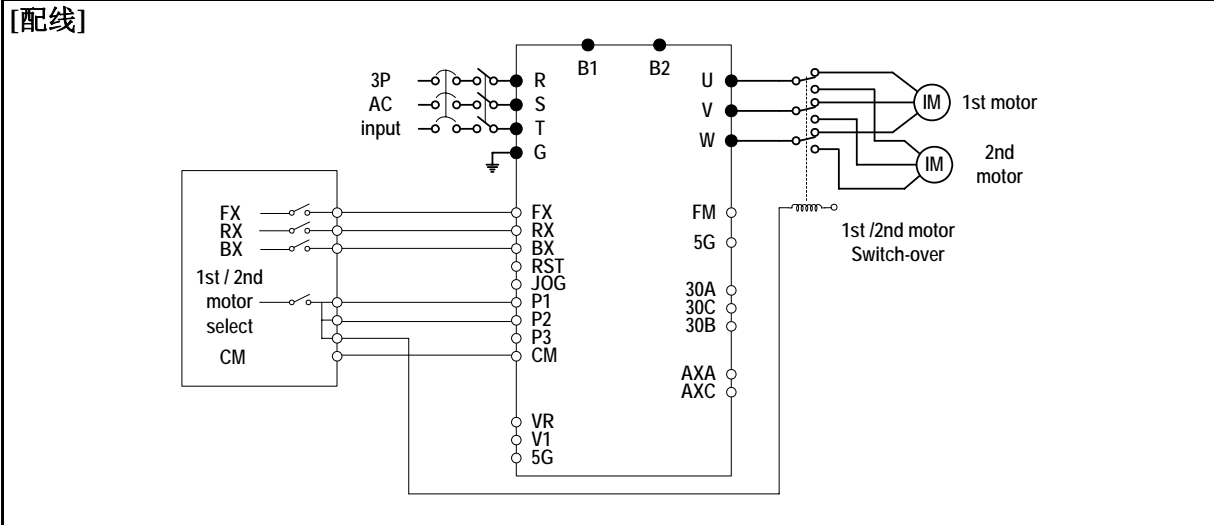 [配线]
B1 B2
3P
AC
input
R
S
T
G
U
V
W
IM 1st motor
IM 2nd
motor
1st /2nd motor
Switch-over
FX
RX
BX
1st / 2nd
motor
select
CM
FX
RX
BX
RST
JOG
P1
P2
P3
CM
VR
V1
5G
FM
5G
30A
30C
30B
AXA
AXC